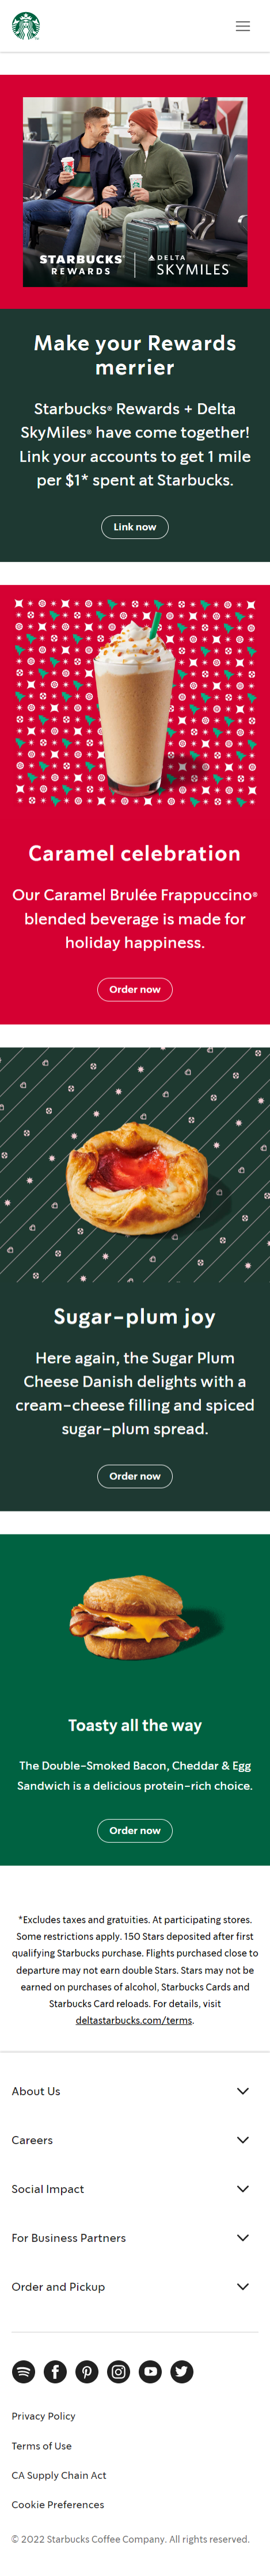 STARBUCKS®
REWARDS
DELTA
SKYMILES
Make your Rewards
merrier
Starbucks® Rewards + Delta
SkyMiles® have come together!
Link your accounts to get 1 mile
per $1* spent at Starbucks.
Link now
Caramel celebration
Our Caramel Brulée Frappuccino®
blended beverage is made for
holiday happiness.
Order now
Sugar-plum joy
Here again, the Sugar Plum
Cheese Danish delights with a
cream-cheese filling and spiced
sugar-plum spread.
Order now
Toasty all the way
The Double-Smoked Bacon, Cheddar & Egg
Sandwich is a delicious protein-rich choice.
Order now
*Excludes taxes and gratuities. At participating stores.
Some restrictions apply. 150 Stars deposited after first
qualifying Starbucks purchase. Flights purchased close to
departure may not earn double Stars. Stars may not be
earned on purchases of alcohol, Starbucks Cards and
Starbucks Card reloads. For details, visit
deltastarbucks.com/terms.
About Us
Careers
Social Impact
For Business Partners
Order and Pickup
Privacy Policy
Terms of Use
CA Supply Chain Act
Cookie Preferences
© 2022 Starbucks Coffee Company. All rights reserved.